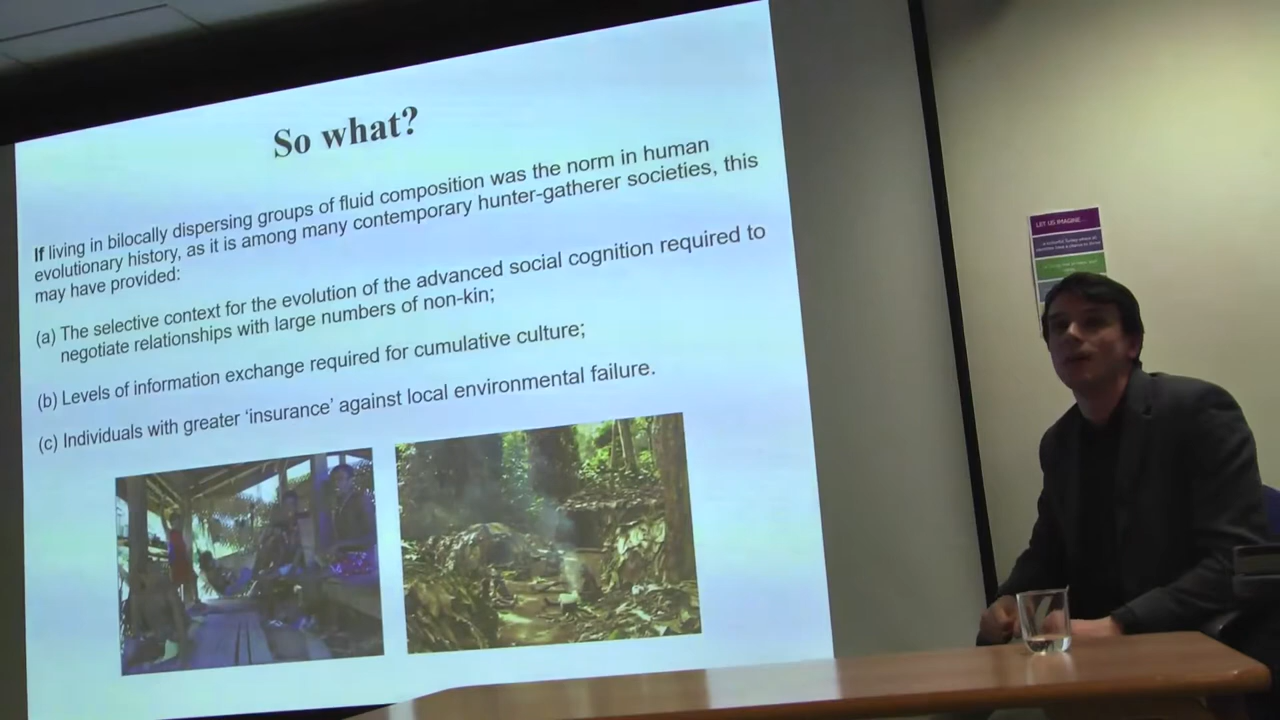 So what?
If living in bilocally dispersing groups of fluid composition was the norm in human
evolutionary history, as it is among many contemporary hunter-gatherer societies, this
may have provided:
(a) The selective context for the evolution of the advanced social cognition required to
negotiate relationships with large numbers of non-kin;
(b) Levels of information exchange required for cumulative culture;
(c) Individuals with greater ‘insurance’ against local environmental failure.
LET US IMAGINE...